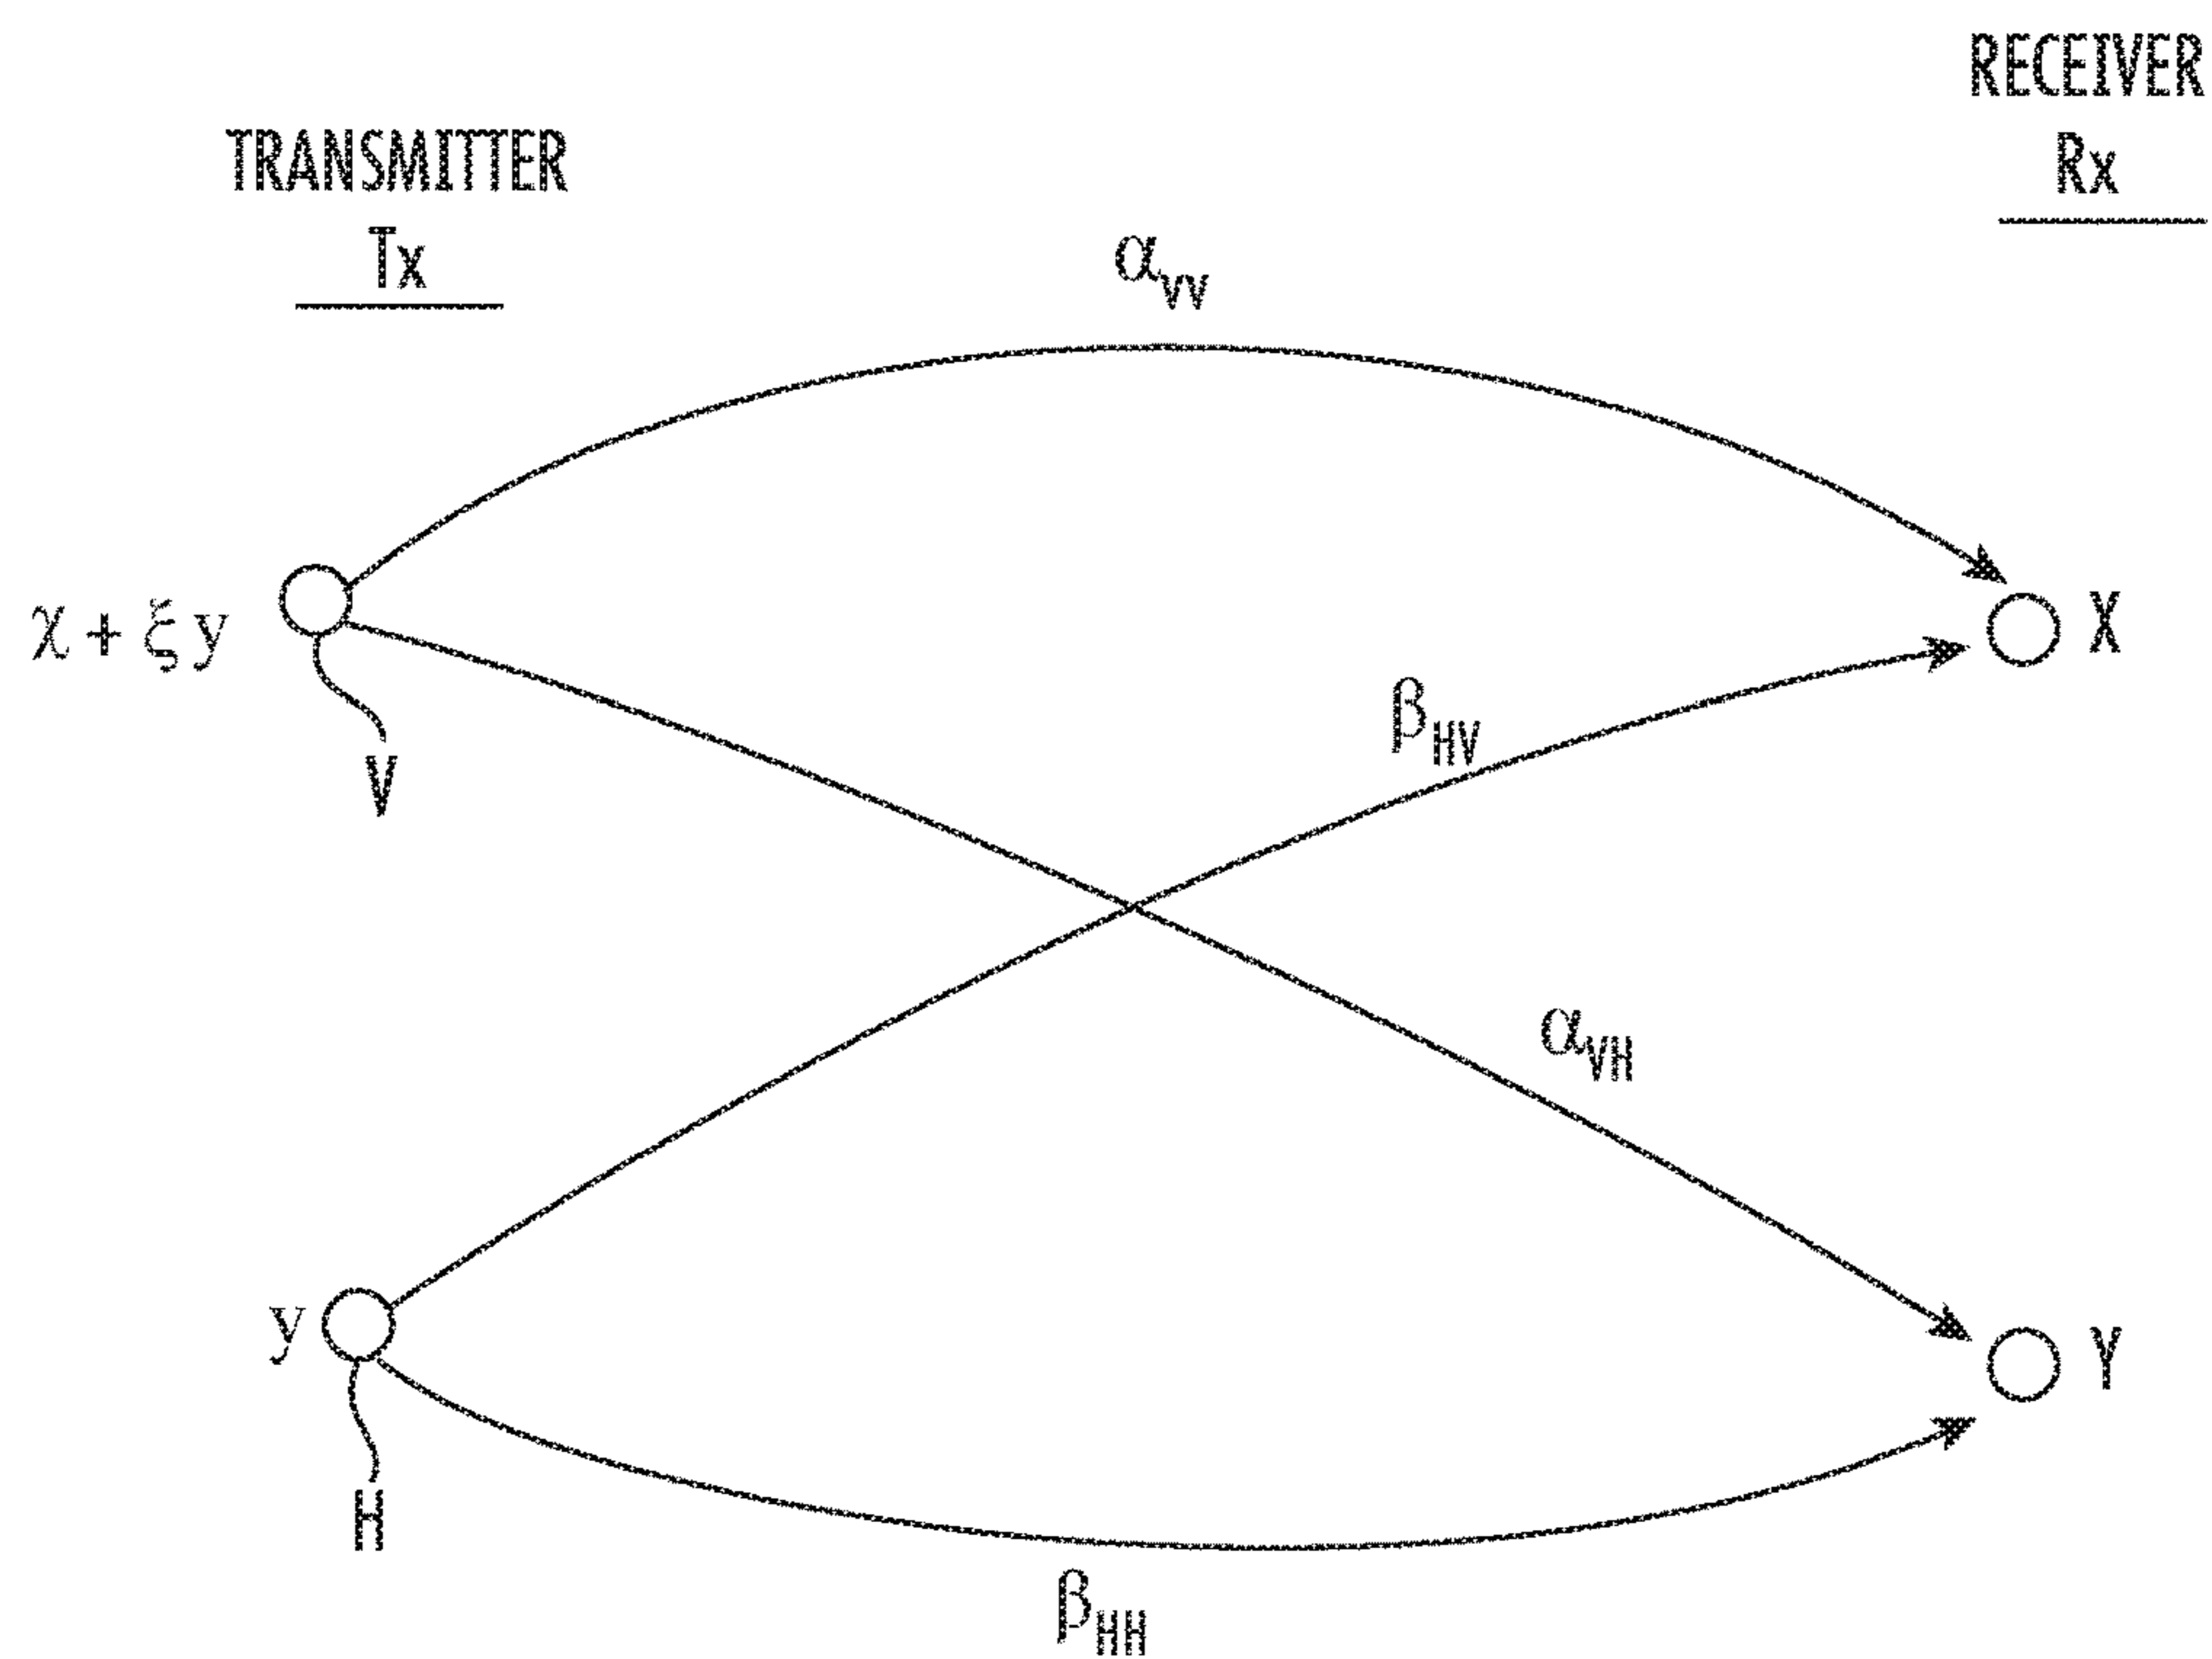 RECEIVER
Rx
TRANSMITTER
Tx
α_VV
χ + ξ y
X
V
β_HV
α_VH
y
Y
H
β_HH